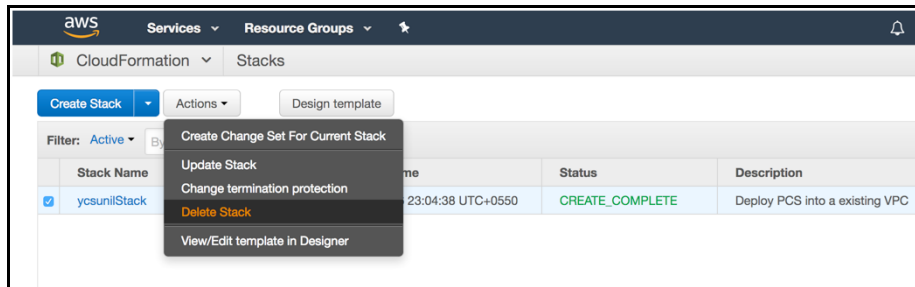 aws Services Resource Groups
CloudFormation Stacks
Create Stack Actions Design template
Filter: Active By
Create Change Set For Current Stack
Stack Name me Status Description
Update Stack
Change termination protection
ycsunilStack 23:04:38 UTC+0550 CREATE_COMPLETE Deploy PCS into a existing VPC
Delete Stack
View/Edit template in Designer